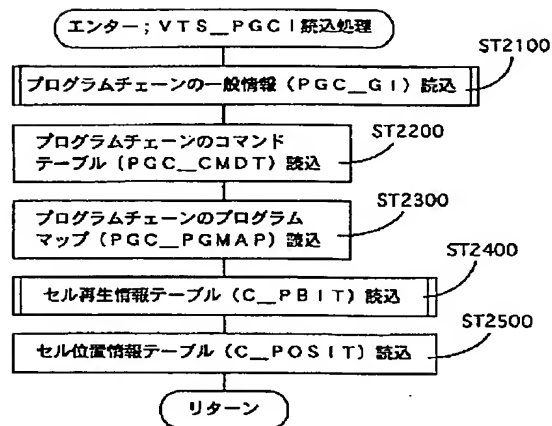 エンター；ＶＴＳ＿ＰＧＣＩ読込処理
ST2100
プログラムチェーンの一般情報（ＰＧＣ＿ＧＩ）読込
ST2200
プログラムチェーンのコマンド
テーブル（ＰＧＣ＿ＣＭＤＴ）読込
ST2300
プログラムチェーンのプログラム
マップ（ＰＧＣ＿ＰＧＭＡＰ）読込
ST2400
セル再生情報テーブル（Ｃ＿ＰＢＩＴ）読込
ST2500
セル位置情報テーブル（Ｃ＿ＰＯＳＩＴ）読込
リターン